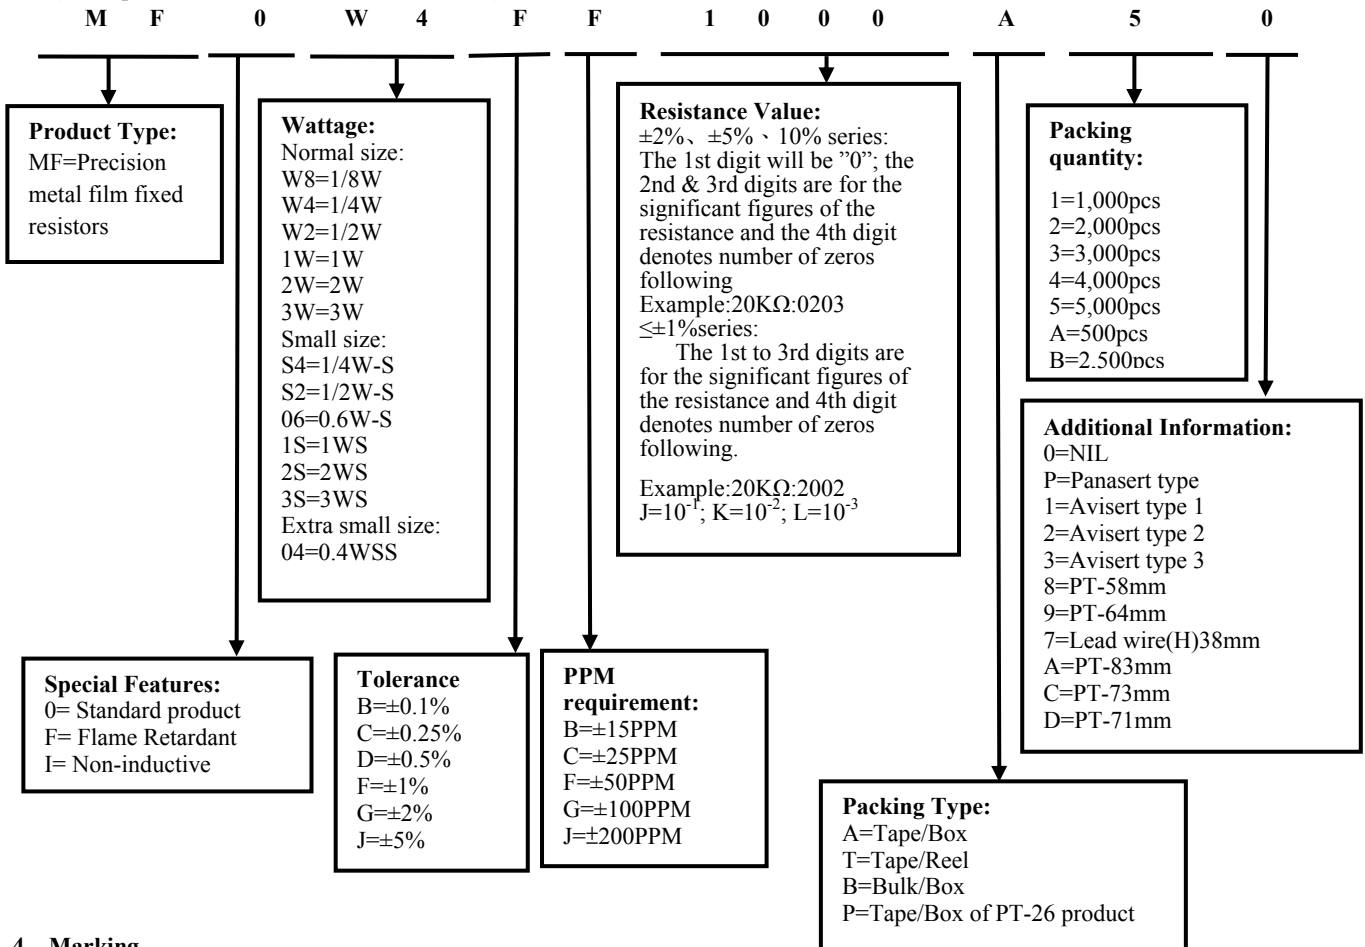 M F 0 W 4 F F 1 0 0 0 A 5 0
Product Type:
MF=Precision
metal film fixed
resistors
Wattage:
Normal size:
W8=1/8W
W4=1/4W
W2=1/2W
1W=1W
2W=2W
3W=3W
Small size:
S4=1/4W-S
S2=1/2W-S
06=0.6W-S
1S=1WS
2S=2WS
3S=3WS
Extra small size:
04=0.4WSS
Resistance Value:
±2%、±5%、10% series:
The 1st digit will be ”0”; the
2nd & 3rd digits are for the
significant figures of the
resistance and the 4th digit
denotes number of zeros
following
Example:20KΩ:0203
≤±1%series:
The 1st to 3rd digits are
for the significant figures of
the resistance and 4th digit
denotes number of zeros
following.
Example:20KΩ:2002
J=10⁻¹; K=10⁻²; L=10⁻³
Packing
quantity:
1=1,000pcs
2=2,000pcs
3=3,000pcs
4=4,000pcs
5=5,000pcs
A=500pcs
B=2,500pcs
Additional Information:
0=NIL
P=Panasert type
1=Avisert type 1
2=Avisert type 2
3=Avisert type 3
8=PT-58mm
9=PT-64mm
7=Lead wire(H)38mm
A=PT-83mm
C=PT-73mm
D=PT-71mm
Special Features:
0= Standard product
F= Flame Retardant
I= Non-inductive
Tolerance
B=±0.1%
C=±0.25%
D=±0.5%
F=±1%
G=±2%
J=±5%
PPM
requirement:
B=±15PPM
C=±25PPM
F=±50PPM
G=±100PPM
J=±200PPM
Packing Type:
A=Tape/Box
T=Tape/Reel
B=Bulk/Box
P=Tape/Box of PT-26 product
4 Marking